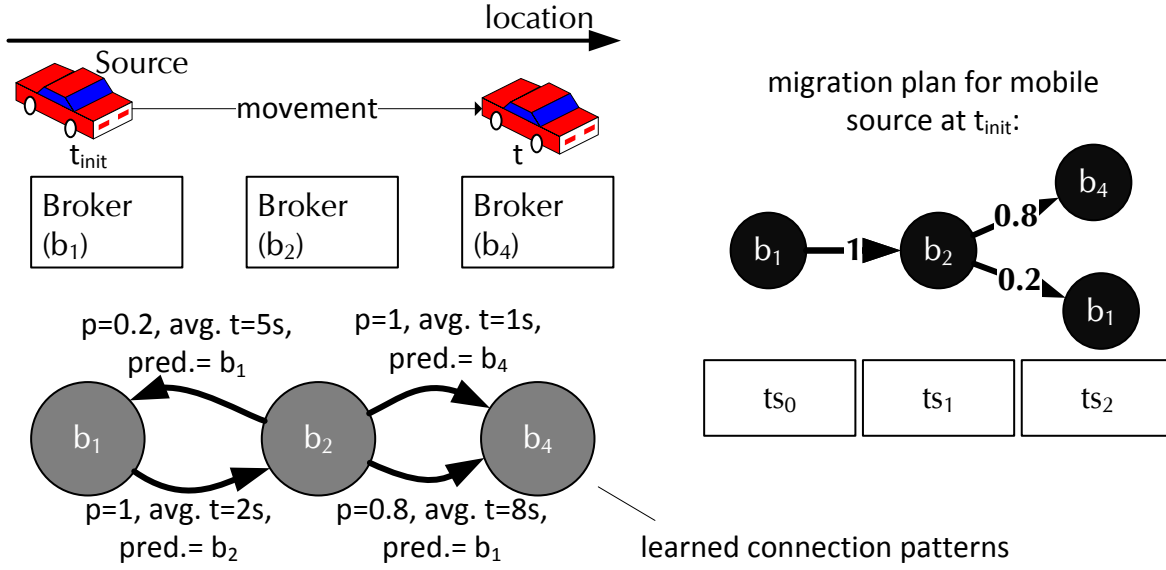 location
Source
movement
t_init
t
Broker
(b₁)
Broker
(b₂)
Broker
(b₄)
p=0.2, avg. t=5s,
pred.= b₁
p=1, avg. t=1s,
pred.= b₄
b₁
b₂
b₄
p=1, avg. t=2s,
pred.= b₂
p=0.8, avg. t=8s,
pred.= b₁
learned connection patterns
migration plan for mobile
source at t_init:
b₁
1
b₂
0.8
b₄
0.2
b₁
ts₀
ts₁
ts₂